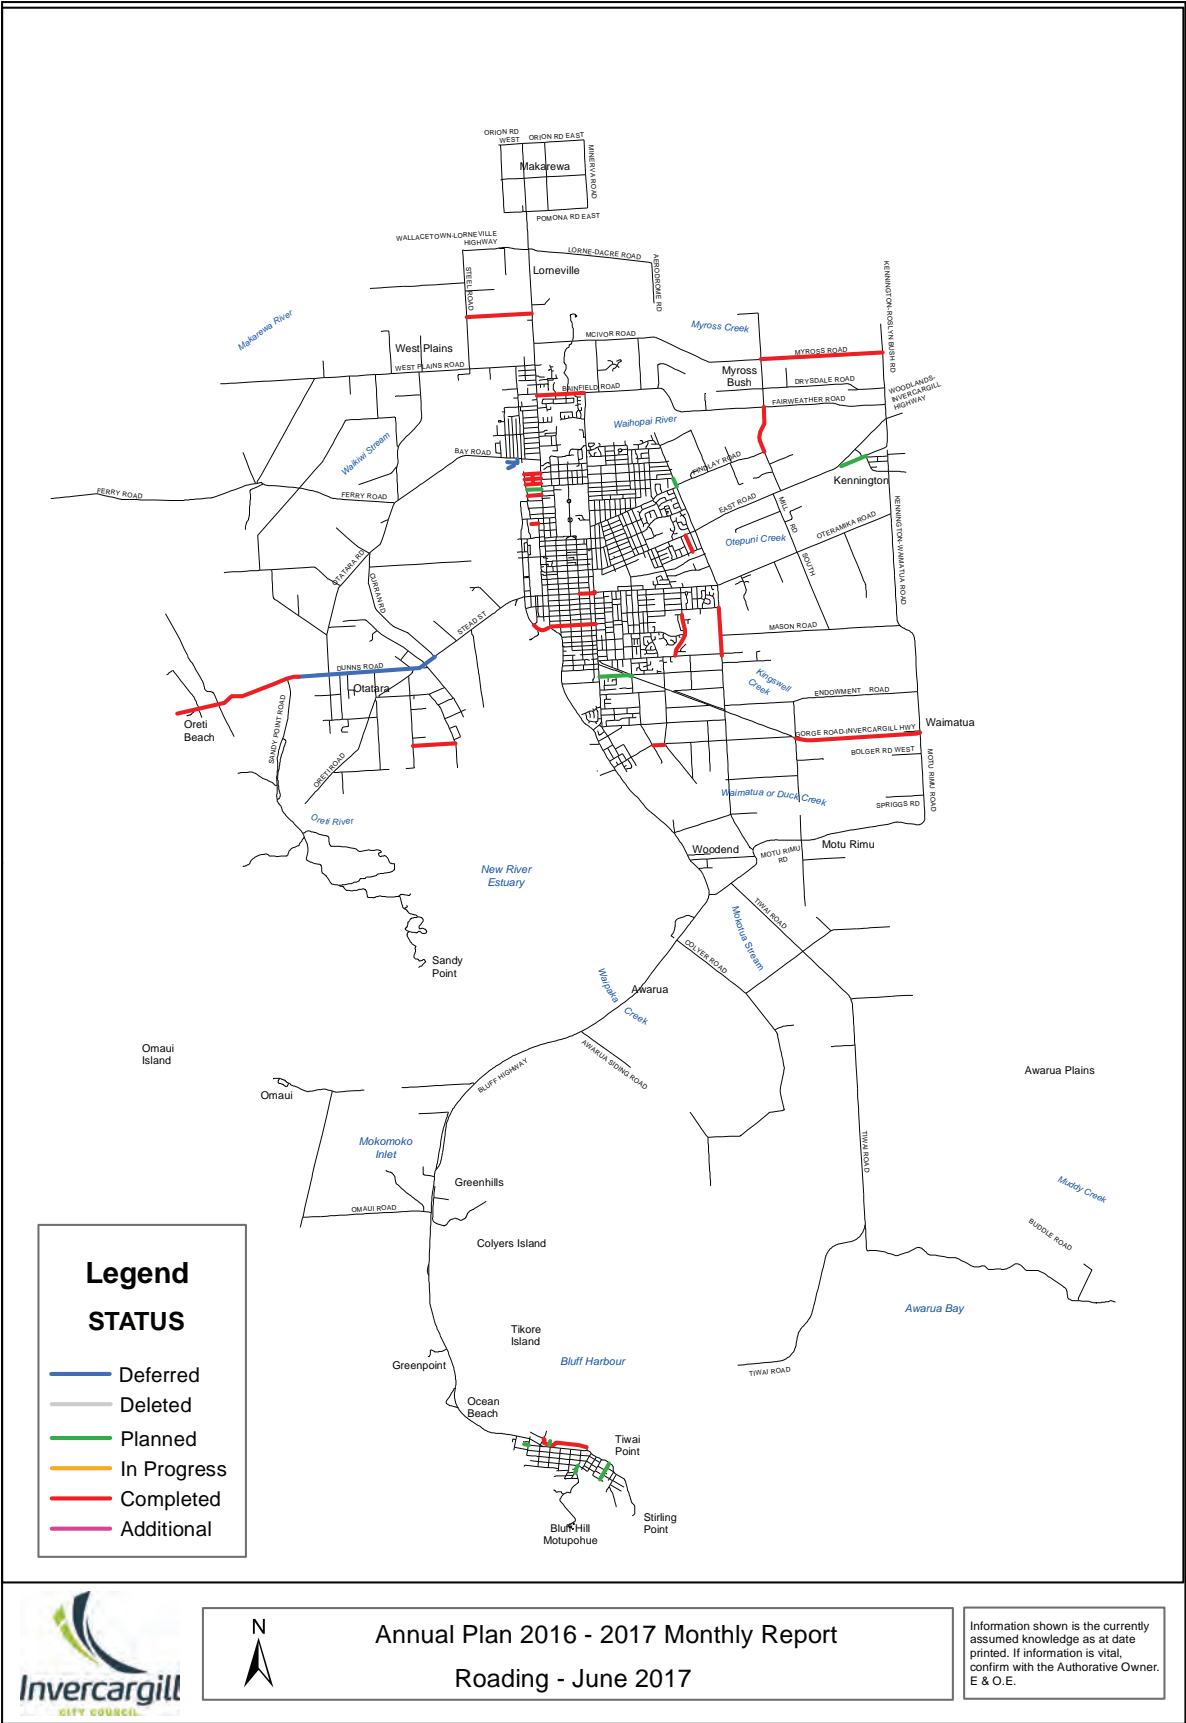 ORION RD
WEST
ORION RD EAST
Makarewa
MINERVA ROAD
POMONA RD EAST
WALLACETOWN-LORNEVILLE
HIGHWAY
LORNE-DACRE ROAD
AERODROME RD
STEEL ROAD
Lorneville
KENNINGTON-ROSLYN BUSH RD
Makarewa River
Myross Creek
MCIVOR ROAD
West Plains
WEST PLAINS ROAD
MYROSS ROAD
Myross
Bush
DRYSDALE ROAD
WOODLANDS-
INVERCARGILL
HIGHWAY
BAINFIELD ROAD
FAIRWEATHER ROAD
Waihopai River
Waikiwi Stream
BAY ROAD
FINDLAY ROAD
Kennington
FERRY ROAD
FERRY ROAD
EAST ROAD
MILL RD
SOUTH
OTERAMIKA ROAD
KENNINGTON-WAIMATUA ROAD
Otepuni Creek
OTATARA RD
CURRAN RD
STEAD ST
MASON ROAD
DUNNS ROAD
Otatara
Kingswell
Creek
ENDOWMENT ROAD
Oreti
Beach
SANDY POINT ROAD
ORETI ROAD
Waimatua
GORGE ROAD-INVERCARGILL HWY
BOLGER RD WEST
MOTU RIMU ROAD
Waimatua or Duck Creek
SPRIGGS RD
Oreti River
Woodend
MOTU RIMU
RD
Motu Rimu
New River
Estuary
TIWAI ROAD
Mokotua Stream
COLYER ROAD
Sandy
Point
Waipaka
Creek
Awarua
Omaui
Island
AWARUA SIDING ROAD
BLUFF HIGHWAY
Awarua Plains
Omaui
Mokomoko
Inlet
TIWAI ROAD
Greenhills
Muddy Creek
OMAUI ROAD
BUDDLE ROAD
Colyers Island
Awarua Bay
Tikore
Island
Bluff Harbour
Greenpoint
TIWAI ROAD
Ocean
Beach
Tiwai
Point
Stirling
Point
Bluff Hill
Motupohue
Legend
STATUS
Deferred
Deleted
Planned
In Progress
Completed
Additional
Invercargill
CITY COUNCIL
N
Annual Plan 2016 - 2017 Monthly Report
Roading - June 2017
Information shown is the currently
assumed knowledge as at date
printed. If information is vital,
confirm with the Authorative Owner.
E & O.E.